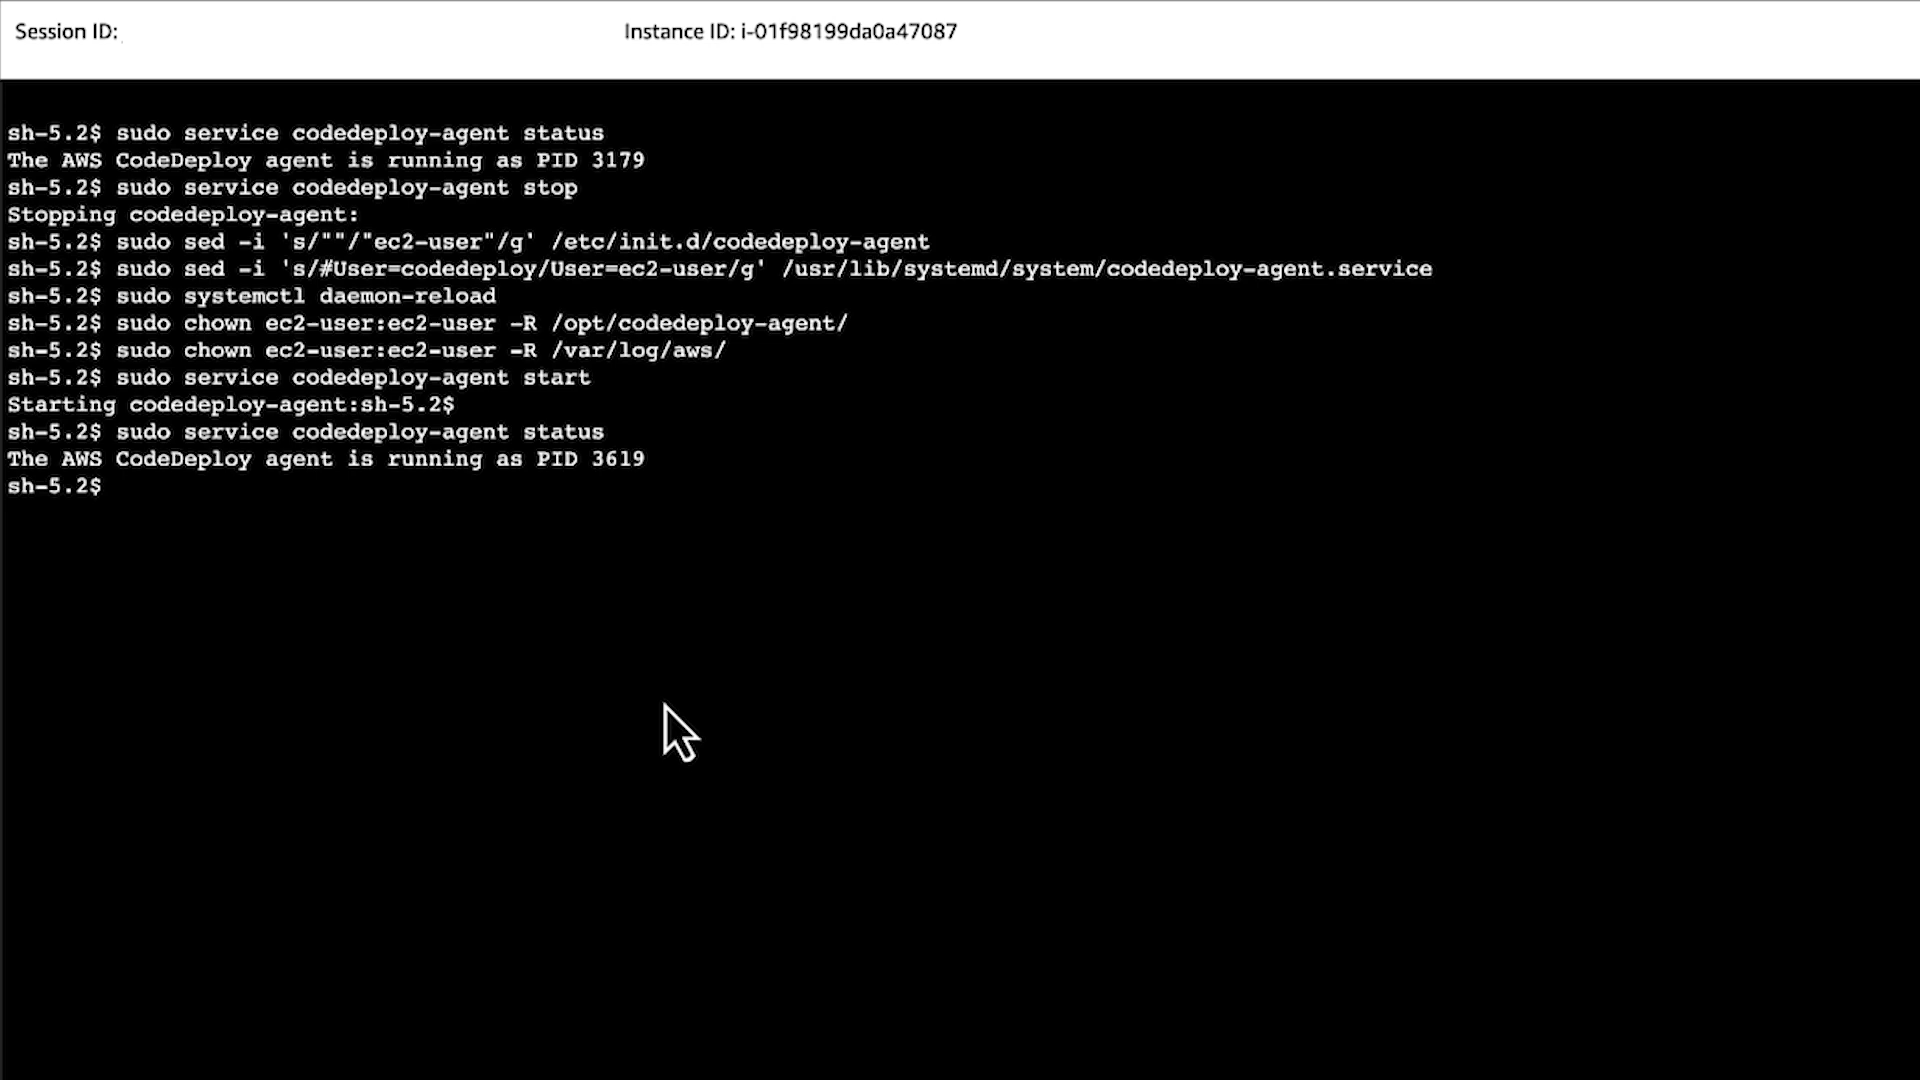 Session ID:
Instance ID: i-01f98199da0a47087
sh-5.2$ sudo service codedeploy-agent status
The AWS CodeDeploy agent is running as PID 3179
sh-5.2$ sudo service codedeploy-agent stop
Stopping codedeploy-agent:
sh-5.2$ sudo sed -i 's/""/"ec2-user"/g' /etc/init.d/codedeploy-agent
sh-5.2$ sudo sed -i 's/#User=codedeploy/User=ec2-user/g' /usr/lib/systemd/system/codedeploy-agent.service
sh-5.2$ sudo systemctl daemon-reload
sh-5.2$ sudo chown ec2-user:ec2-user -R /opt/codedeploy-agent/
sh-5.2$ sudo chown ec2-user:ec2-user -R /var/log/aws/
sh-5.2$ sudo service codedeploy-agent start
Starting codedeploy-agent:sh-5.2$
sh-5.2$ sudo service codedeploy-agent status
The AWS CodeDeploy agent is running as PID 3619
sh-5.2$